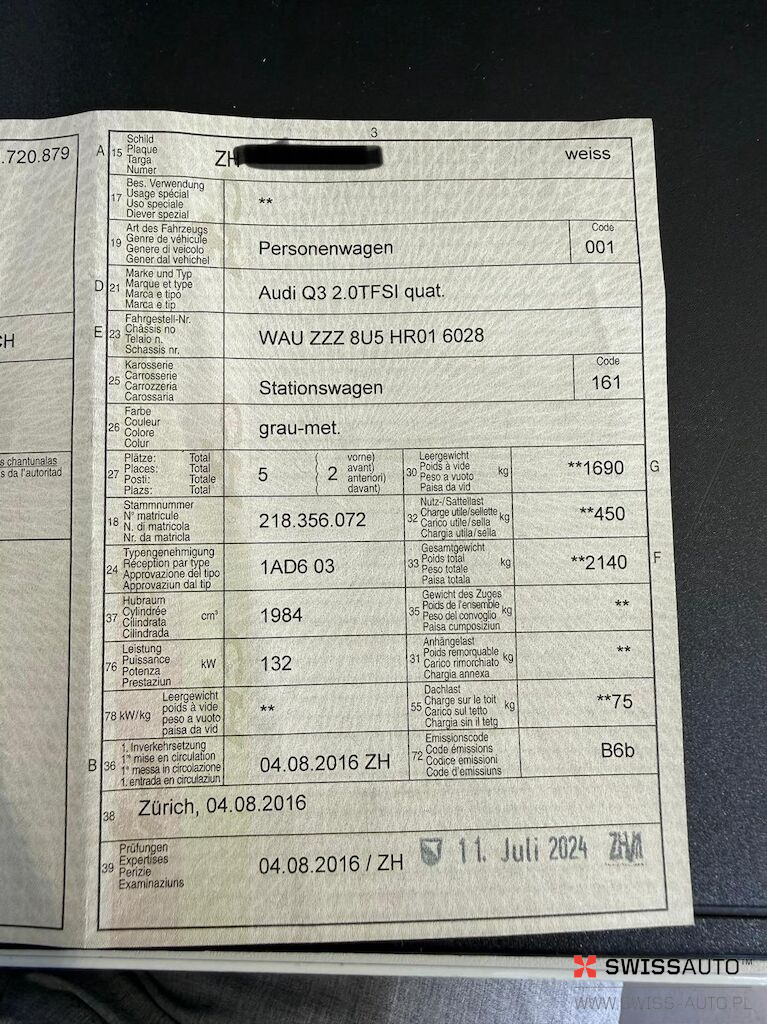 3
.720.879
A 15 Schild
Plaque
Targa
Numer
ZH
weiss
17 Bes. Verwendung
Usage spécial
Uso speciale
Diever spezial
**
19 Art des Fahrzeugs
Genre de véhicule
Genere di veicolo
Gener dal vehichel
Personenwagen
Code
001
D 21 Marke und Typ
Marque et type
Marca e tipo
Marca e tip
Audi Q3 2.0TFSI quat.
E 23 Fahrgestell-Nr.
Châssis no
Telaio n.
Schassis nr.
WAU ZZZ 8U5 HR01 6028
CH
25 Karosserie
Carrosserie
Carrozzeria
Carossaria
Stationswagen
Code
161
26 Farbe
Couleur
Colore
Colur
grau-met.
s chantunalas
da l'autoritad
27 Plätze: Total
Places: Total
Posti: Totale
Plazs: Total
5
( 2 vorne)
avant)
anteriori)
davant)
30 Leergewicht
Poids à vide
Peso a vuoto
Paisa da vid
kg
**1690
G
18 Stammnummer
N° matricule
N. di matricola
Nr. da matricla
218.356.072
32 Nutz-/Sattellast
Charge utile/sellette
Carico utile/sella
Chargia utila/sella
kg
**450
24 Typengenehmigung
Réception par type
Approvazione del tipo
Approvaziun dal tip
1AD6 03
33 Gesamtgewicht
Poids total
Peso totale
Paisa totala
kg
**2140
F
37 Hubraum
Cylindrée
Cilindrata
Cilindrada
cm³
1984
35 Gewicht des Zuges
Poids de l'ensemble
Peso del convoglio
Paisa cumposiziun
kg
**
76 Leistung
Puissance
Potenza
Prestaziun
kW
132
31 Anhängelast
Poids remorquable
Carico rimorchiato
Chargia annexa
kg
**
78 kW/kg Leergewicht
poids à vide
peso a vuoto
paisa da vid
**
55 Dachlast
Charge sur le toit
Carico sul tetto
Chargia sin il tetg
kg
**75
B 36 1. Inverkehrsetzung
1re mise en circulation
1a messa in circolazione
1. entrada en circulaziun
04.08.2016 ZH
72 Emissionscode
Code émissions
Codice emissioni
Code d'emissiuns
B6b
38 Zürich, 04.08.2016
39 Prüfungen
Expertises
Perizie
Examinaziuns
04.08.2016 / ZH
11. Juli 2024
SWISSAUTO™
WWW.SWISS-AUTO.PL